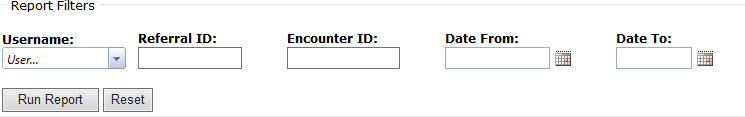 Report Filters
Username: Referral ID: Encounter ID: Date From: Date To:
User...
Run Report Reset